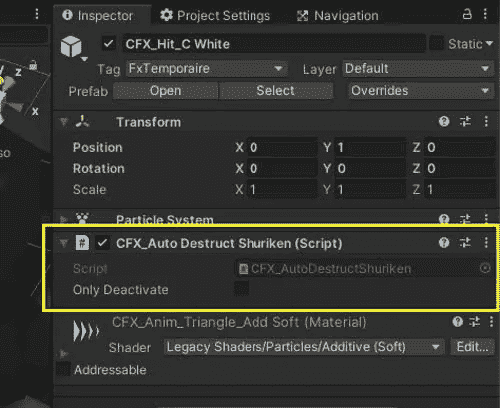 Inspector Project Settings Navigation
CFX_Hit_C White Static
Tag FxTemporaire Layer Default
Prefab Open Select Overrides
Transform
Position X 0 Y 1 Z 0
Rotation X 0 Y 0 Z 0
Scale X 1 Y 1 Z 1
Particle System
CFX_Auto Destruct Shuriken (Script)
Script CFX_AutoDestructShuriken
Only Deactivate
CFX_Anim_Triangle_Add Soft (Material)
Shader Legacy Shaders/Particles/Additive (Soft) Edit...
Addressable